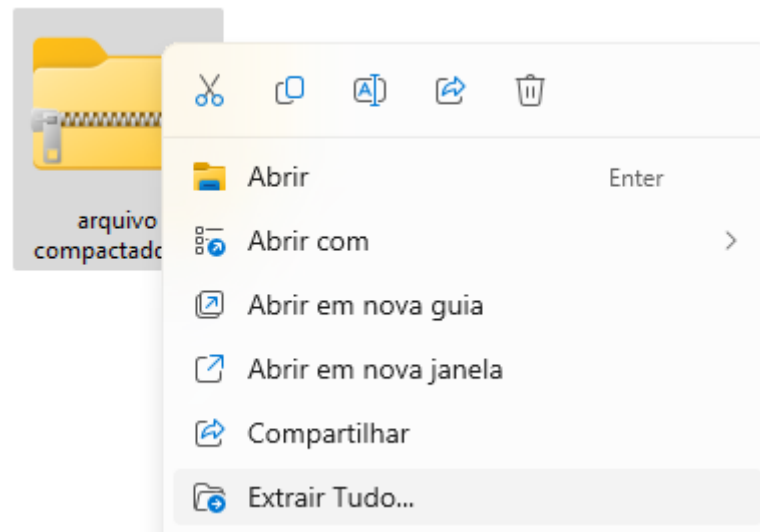 arquivo
compactado
Abrir Enter
Abrir com
Abrir em nova guia
Abrir em nova janela
Compartilhar
Extrair Tudo...